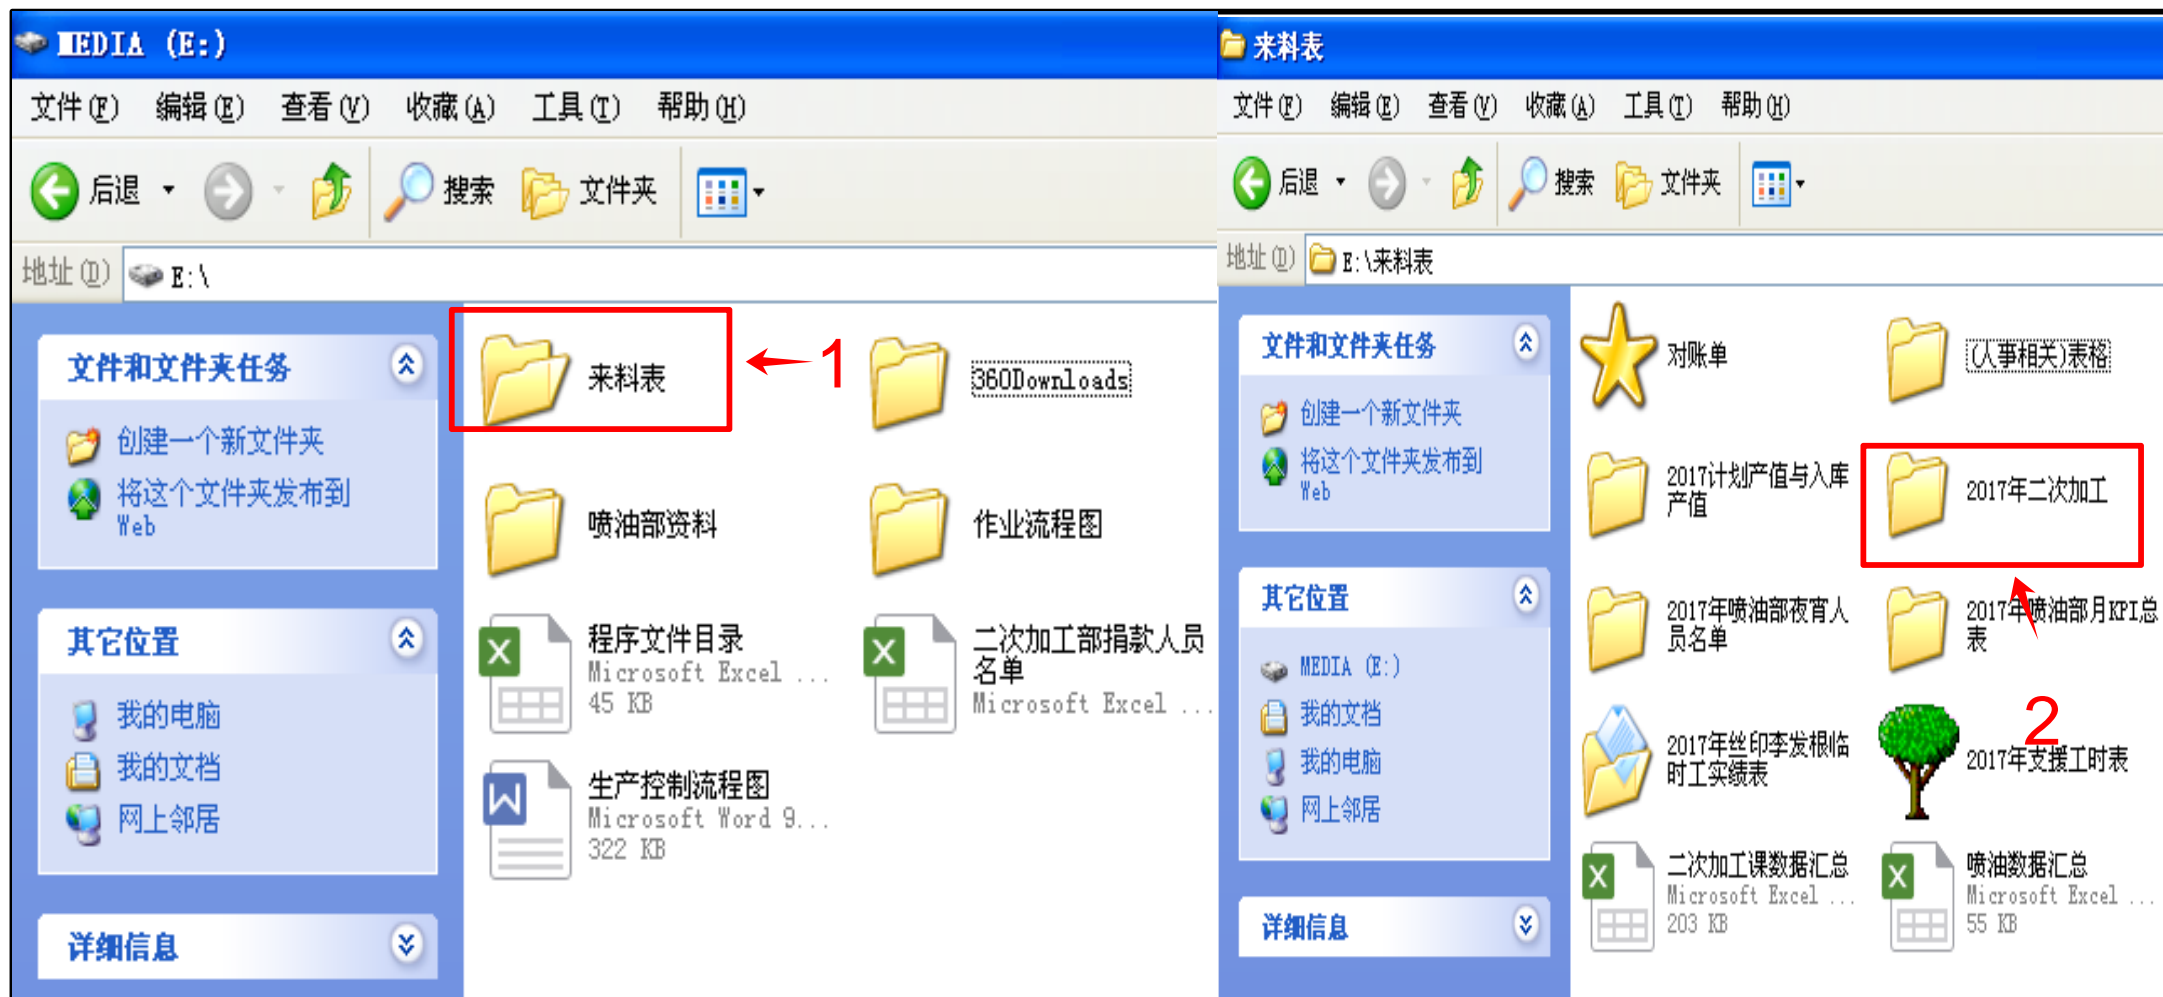 MEDIA (E:)
文件(F) 编辑(E) 查看(V) 收藏(A) 工具(T) 帮助(H)
后退 搜索 文件夹
地址(D) E:\
文件和文件夹任务
创建一个新文件夹
将这个文件夹发布到
Web
其它位置
我的电脑
我的文档
网上邻居
详细信息
来料表
1
360Downloads
喷油部资料
作业流程图
程序文件目录
Microsoft Excel ...
45 KB
二次加工部捐款人员
名单
Microsoft Excel ...
生产控制流程图
Microsoft Word 9...
322 KB
来料表
文件(F) 编辑(E) 查看(V) 收藏(A) 工具(T) 帮助(H)
后退 搜索 文件夹
地址(D) E:\来料表
文件和文件夹任务
创建一个新文件夹
将这个文件夹发布到
Web
其它位置
MEDIA (E:)
我的文档
我的电脑
网上邻居
详细信息
对账单
(人事相关)表格
2017计划产值与入库
产值
2017年二次加工
2017年喷油部夜宵人
员名单
2017年喷油部月KPI总
表
2
2017年丝印李发根临
时工实绩表
2017年支援工时表
二次加工课数据汇总
Microsoft Excel ...
203 KB
喷油数据汇总
Microsoft Excel ...
55 KB